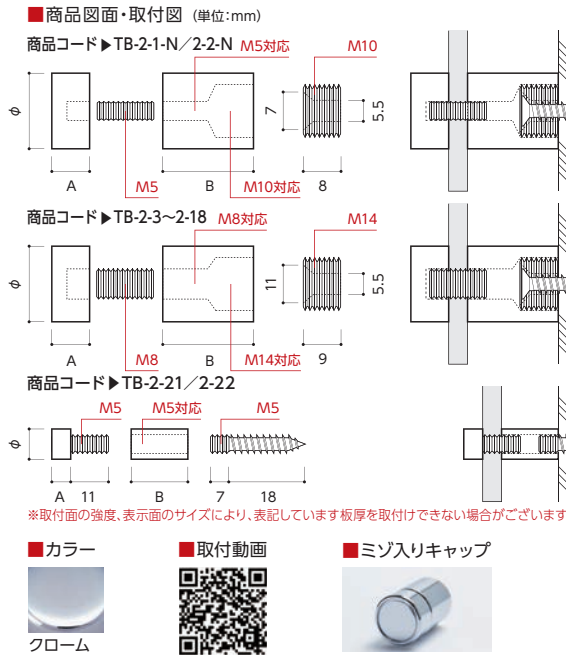 ■商品図面・取付図 (単位:mm)
商品コード▶TB-2-1-N／2-2-N M5対応 M10
φ 7 5.5
A M5 B M10対応 8
商品コード▶TB-2-3〜2-18 M8対応 M14
φ 11 5.5
A M8 B M14対応 9
商品コード▶TB-2-21／2-22
M5 M5対応 M5
φ
A 11 B 7 18
※取付面の強度、表示面のサイズにより、表記しています板厚を取付けできない場合がございます
■カラー ■取付動画 ■ミゾ入りキャップ
クローム